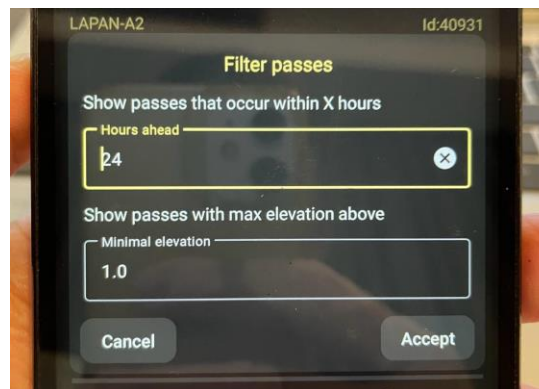 LAPAN-A2 Id:40931
Filter passes
Show passes that occur within X hours
Hours ahead
24
Show passes with max elevation above
Minimal elevation
1.0
Cancel Accept